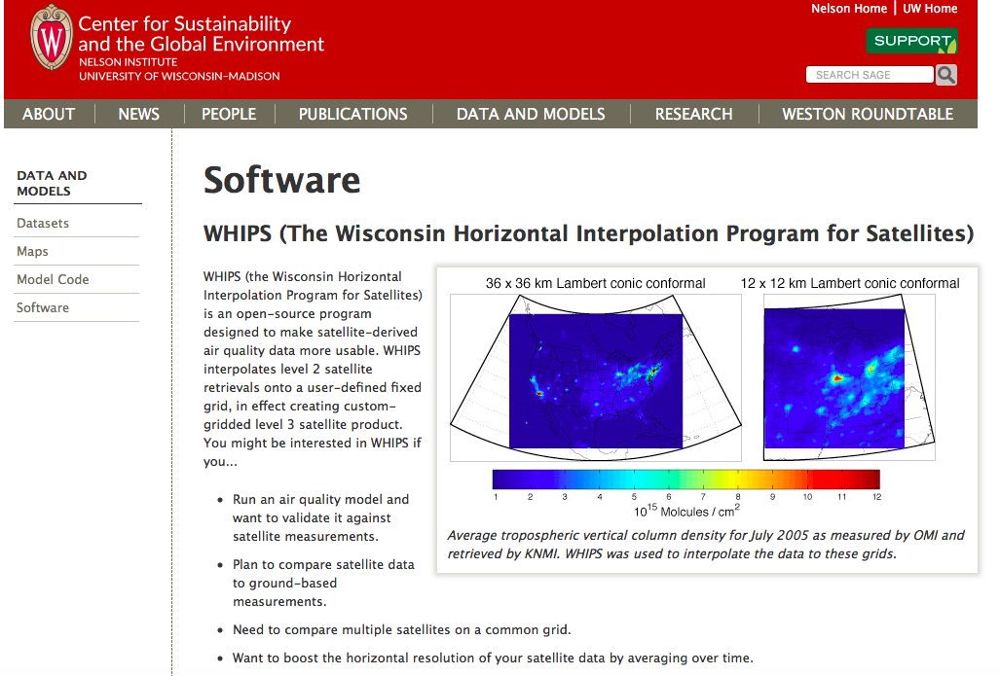 Nelson Home | UW Home
W
Center for Sustainability
and the Global Environment
NELSON INSTITUTE
UNIVERSITY OF WISCONSIN-MADISON
SUPPORT
SEARCH SAGE
ABOUT NEWS PEOPLE PUBLICATIONS DATA AND MODELS RESEARCH WESTON ROUNDTABLE
DATA AND
MODELS
Datasets
Maps
Model Code
Software
Software
WHIPS (The Wisconsin Horizontal Interpolation Program for Satellites)
WHIPS (the Wisconsin Horizontal
Interpolation Program for Satellites)
is an open-source program
designed to make satellite-derived
air quality data more usable. WHIPS
interpolates level 2 satellite
retrievals onto a user-defined fixed
grid, in effect creating custom-
gridded level 3 satellite product.
You might be interested in WHIPS if
you...
36 x 36 km Lambert conic conformal
12 x 12 km Lambert conic conformal
1 2 3 4 5 6 7 8 9 10 11 12
10^15 Molcules / cm^2
Average tropospheric vertical column density for July 2005 as measured by OMI and
retrieved by KNMI. WHIPS was used to interpolate the data to these grids.
• Run an air quality model and
want to validate it against
satellite measurements.
• Plan to compare satellite data
to ground-based
measurements.
• Need to compare multiple satellites on a common grid.
• Want to boost the horizontal resolution of your satellite data by averaging over time.